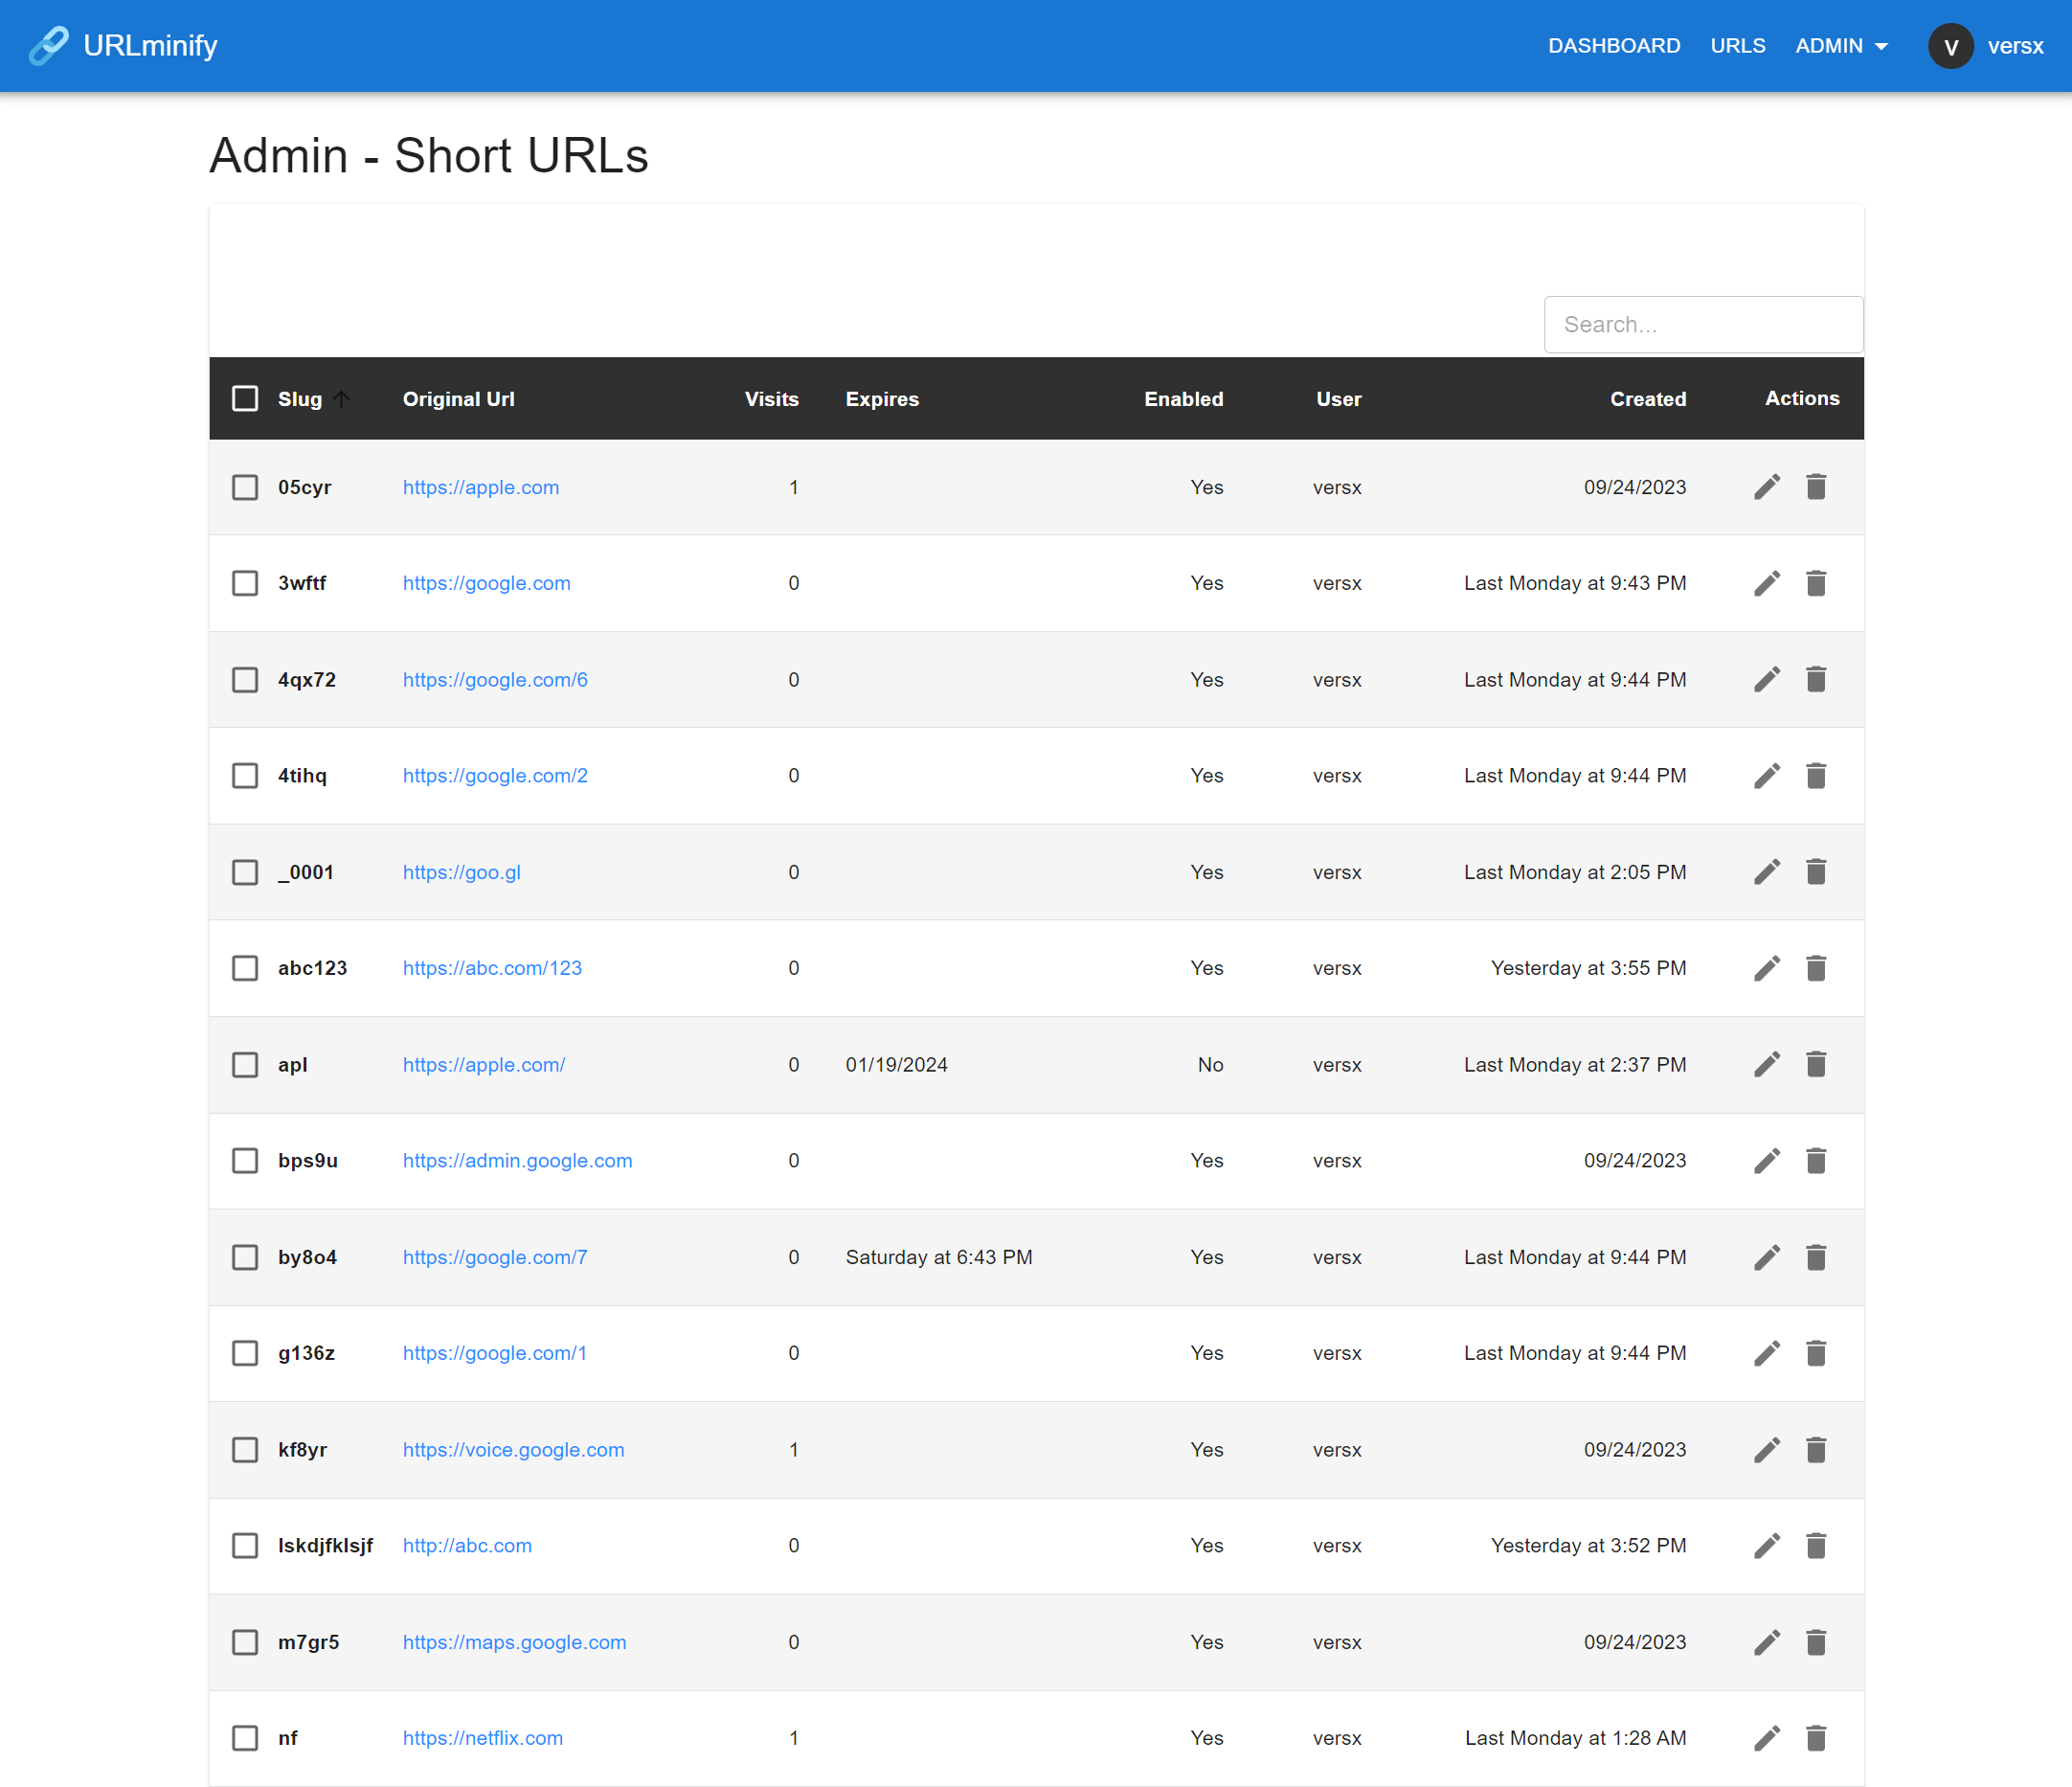 URLminify DASHBOARD URLS ADMIN V versx
Admin - Short URLs
Search...
Slug Original Url Visits Expires Enabled User Created Actions
05cyr https://apple.com 1 Yes versx 09/24/2023
3wftf https://google.com 0 Yes versx Last Monday at 9:43 PM
4qx72 https://google.com/6 0 Yes versx Last Monday at 9:44 PM
4tihq https://google.com/2 0 Yes versx Last Monday at 9:44 PM
_0001 https://goo.gl 0 Yes versx Last Monday at 2:05 PM
abc123 https://abc.com/123 0 Yes versx Yesterday at 3:55 PM
apl https://apple.com/ 0 01/19/2024 No versx Last Monday at 2:37 PM
bps9u https://admin.google.com 0 Yes versx 09/24/2023
by8o4 https://google.com/7 0 Saturday at 6:43 PM Yes versx Last Monday at 9:44 PM
g136z https://google.com/1 0 Yes versx Last Monday at 9:44 PM
kf8yr https://voice.google.com 1 Yes versx 09/24/2023
lskdjfklsjf http://abc.com 0 Yes versx Yesterday at 3:52 PM
m7gr5 https://maps.google.com 0 Yes versx 09/24/2023
nf https://netflix.com 1 Yes versx Last Monday at 1:28 AM